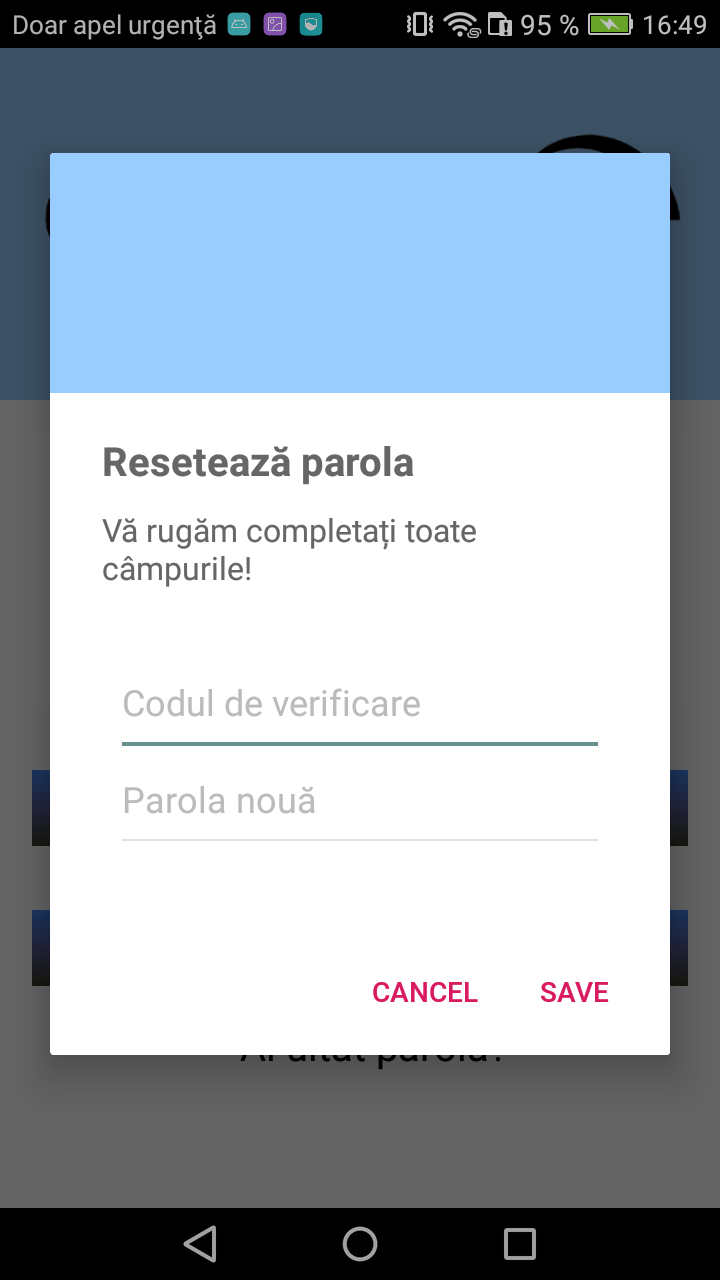 Doar apel urgenţă 95 % 16:49
Resetează parola
Vă rugăm completați toate
câmpurile!
Codul de verificare
Parola nouă
CANCEL SAVE
Ai uitat parola?